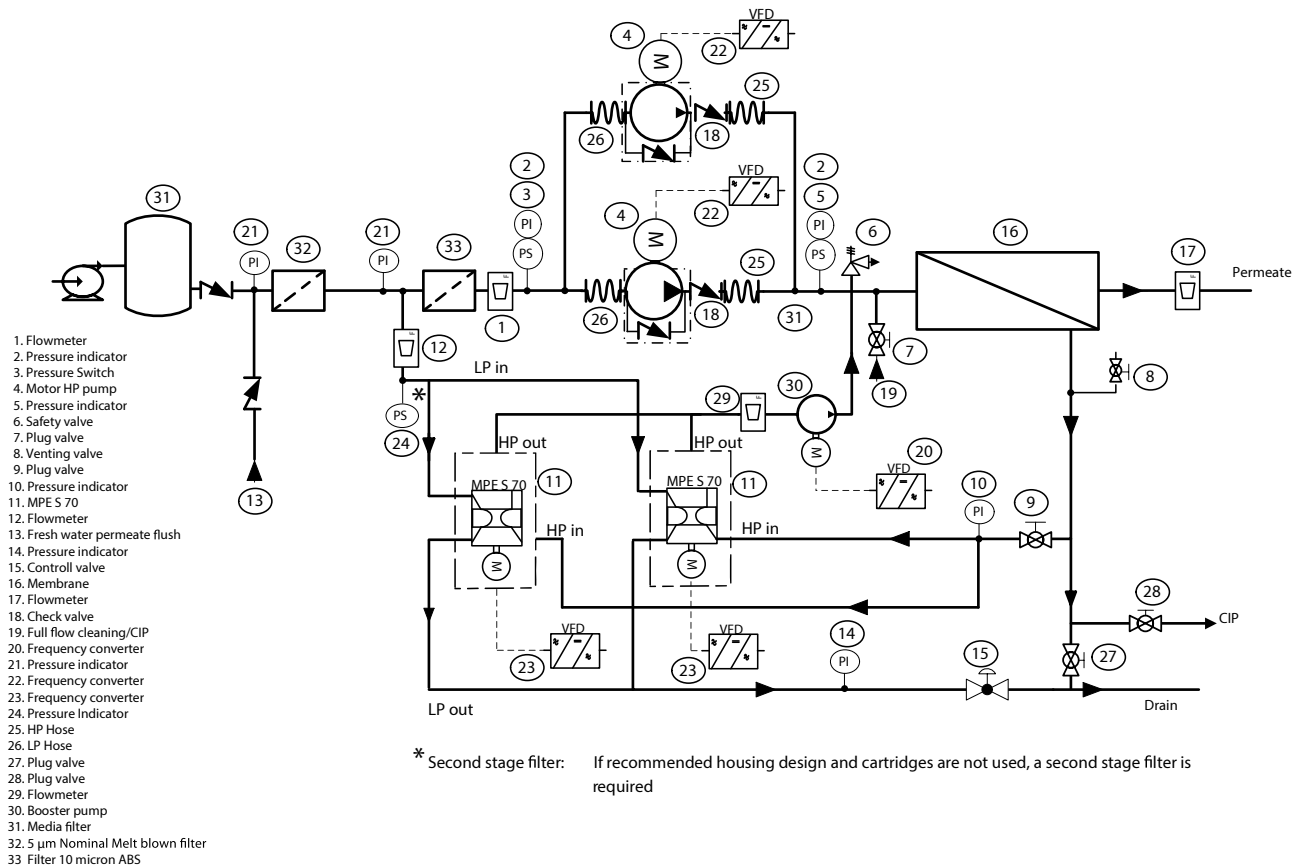 VFD
4
M
22
25
26
18
2
3
PI
PS
VFD
4
M
22
25
26
18
2
5
PI
PS
6
16
17
Permeate
31
21
PI
32
21
PI
33
1
31
7
19
12
LP in
*
PS
24
13
29
30
M
VFD
20
8
HP out
MPE S 70
11
HP in
M
VFD
23
HP out
MPE S 70
11
HP in
M
VFD
23
10
PI
9
28
CIP
27
14
PI
15
LP out
Drain
1. Flowmeter
2. Pressure indicator
3. Pressure Switch
4. Motor HP pump
5. Pressure indicator
6. Safety valve
7. Plug valve
8. Venting valve
9. Plug valve
10. Pressure indicator
11. MPE S 70
12. Flowmeter
13. Fresh water permeate flush
14. Pressure indicator
15. Controll valve
16. Membrane
17. Flowmeter
18. Check valve
19. Full flow cleaning/CIP
20. Frequency converter
21. Pressure indicator
22. Frequency converter
23. Frequency converter
24. Pressure Indicator
25. HP Hose
26. LP Hose
27. Plug valve
28. Plug valve
29. Flowmeter
30. Booster pump
31. Media filter
32. 5 µm Nominal Melt blown filter
33 Filter 10 micron ABS
* Second stage filter: If recommended housing design and cartridges are not used, a second stage filter is
required